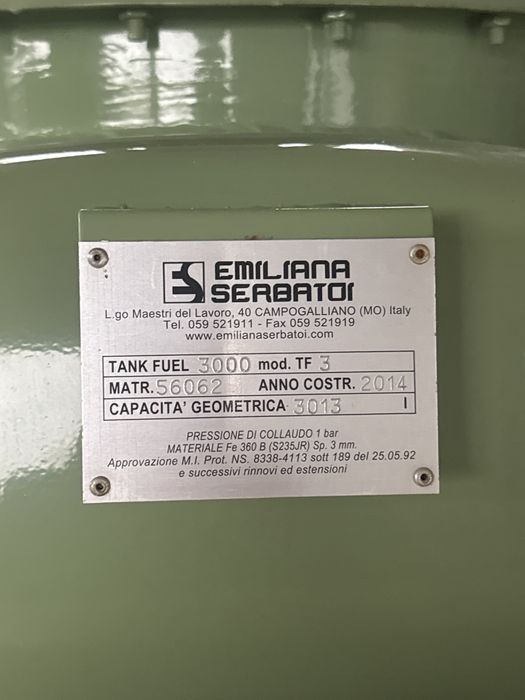 EMILIANA
SERBATOI
L.go Maestri del Lavoro, 40 CAMPOGALLIANO (MO) Italy
Tel. 059 521911 - Fax 059 521919
www.emilianaserbatoi.com
TANK FUEL 3000 mod. TF 3
MATR. 56062 ANNO COSTR. 2014
CAPACITA' GEOMETRICA 3013 l
PRESSIONE DI COLLAUDO 1 bar
MATERIALE Fe 360 B (S235JR) Sp. 3 mm.
Approvazione M.I. Prot. NS. 8338-4113 sott 189 del 25.05.92
e successivi rinnovi ed estensioni